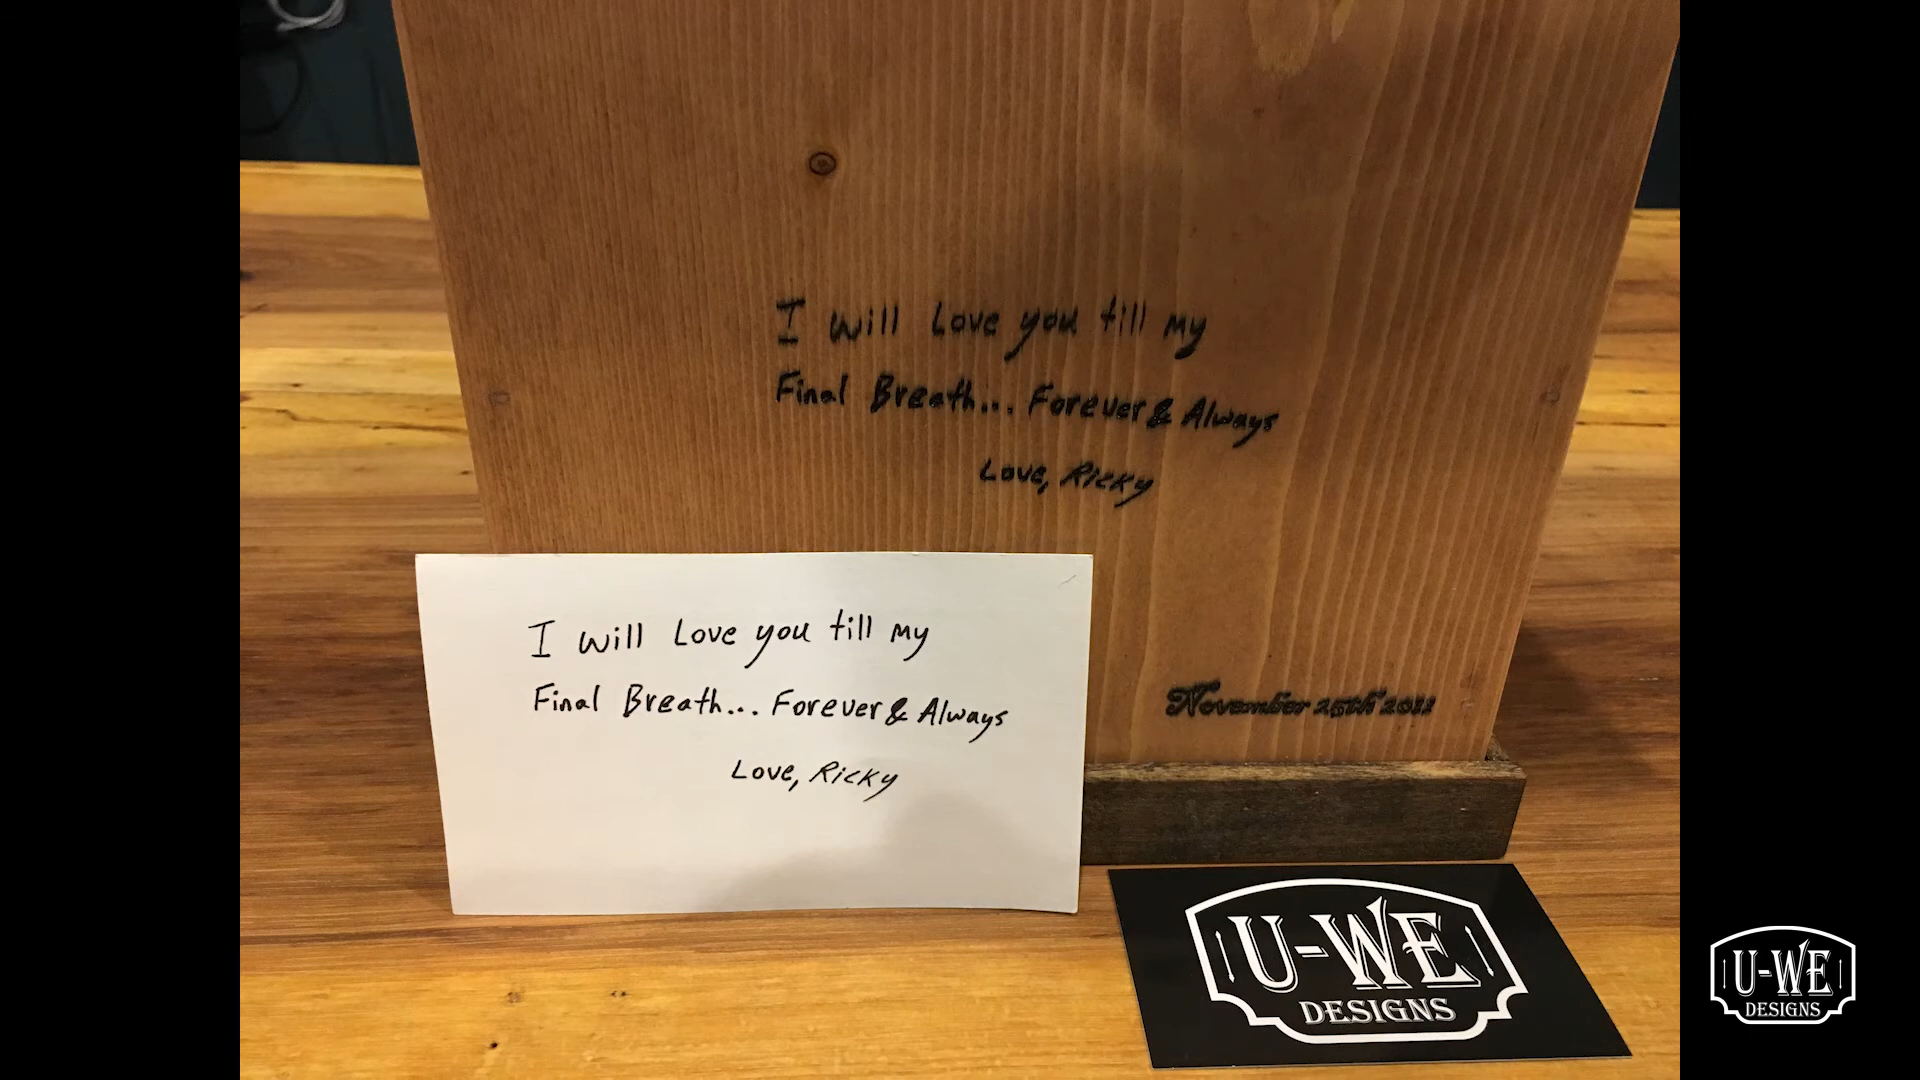 I will Love you till my
Final Breath... Forever & Always
Love, Ricky
November 25th 2011
I will Love you till my
Final Breath... Forever & Always
Love, Ricky
U-WE
DESIGNS
U-WE
DESIGNS